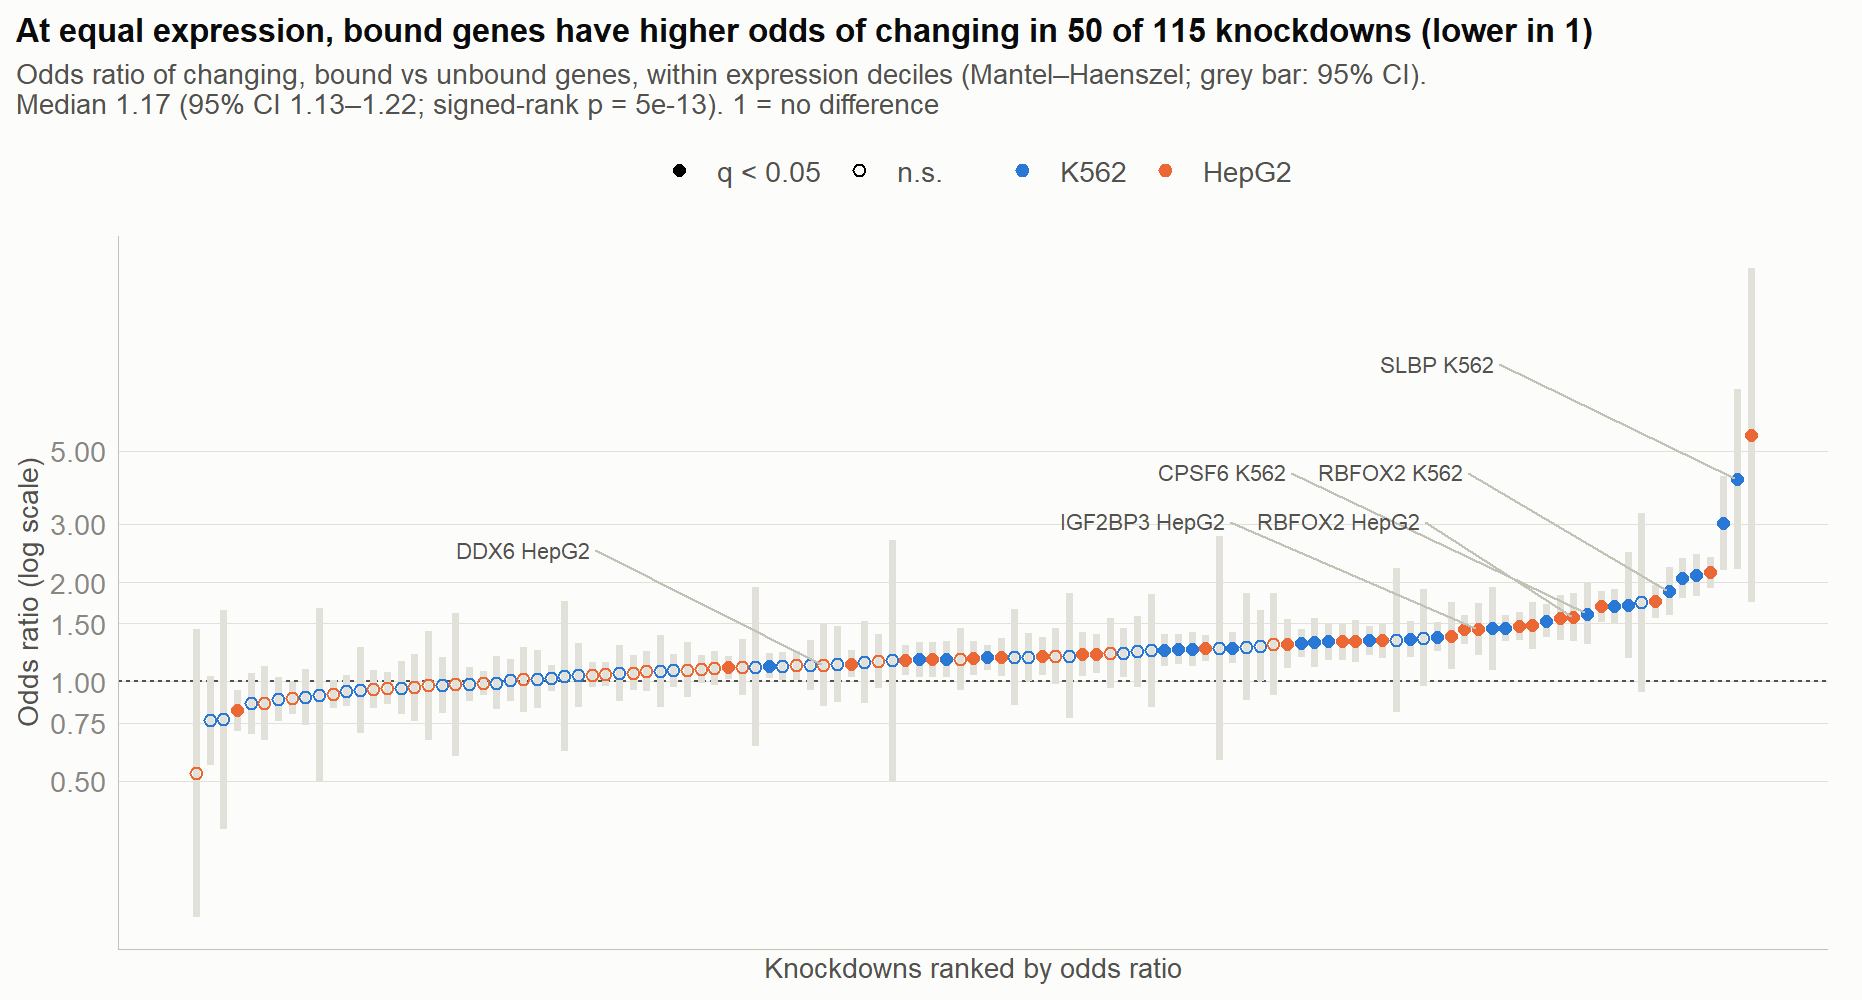 At equal expression, bound genes have higher odds of changing in 50 of 115 knockdowns (lower in 1)
Odds ratio of changing, bound vs unbound genes, within expression deciles (Mantel–Haenszel; grey bar: 95% CI).
Median 1.17 (95% CI 1.13–1.22; signed-rank p = 5e-13). 1 = no difference
q < 0.05
n.s.
K562
HepG2
SLBP K562
CPSF6 K562
RBFOX2 K562
IGF2BP3 HepG2
RBFOX2 HepG2
DDX6 HepG2
5.00
3.00
2.00
1.50
1.00
0.75
0.50
Odds ratio (log scale)
Knockdowns ranked by odds ratio